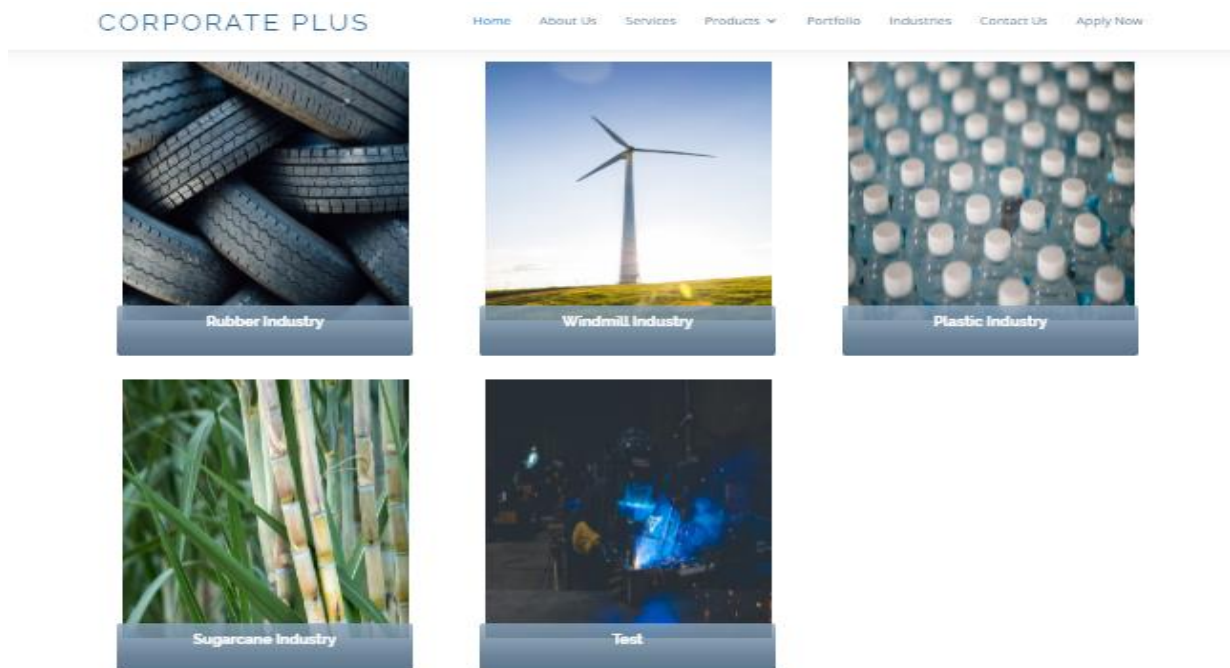 CORPORATE PLUS
Home About Us Services Products Portfolio Industries Contact Us Apply Now
Rubber Industry
Windmill Industry
Plastic Industry
Sugarcane Industry
Test